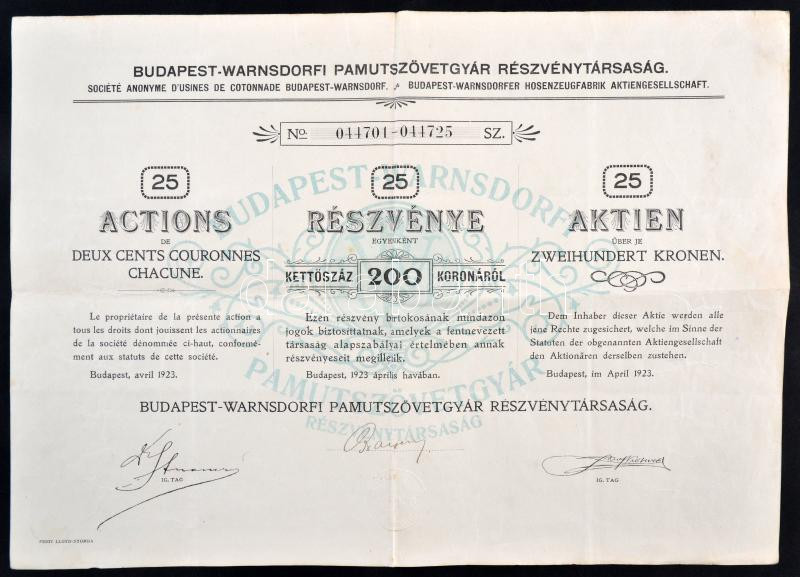 BUDAPEST-WARNSDORFI PAMUTSZÖVETGYÁR RÉSZVÉNYTÁRSASÁG.
SOCIÉTÉ ANONYME D'USINES DE COTONNADE BUDAPEST-WARNSDORF. BUDAPEST-WARNSDORFER HOSENZEUGFABRIK AKTIENGESELLSCHAFT.
No. 044701-044725 SZ.
BUDAPEST-WARNSDORFI
25
ACTIONS
DE
DEUX CENTS COURONNES
CHACUNE.
Le propriétaire de la présente action a
tous les droits dont jouissent les actionnaires
de la société dénommée ci-haut, conformé-
ment aux statuts de cette société.
Budapest, avril 1923.
25
RÉSZVÉNYE
EGYENKÉNT
KETTŐSZÁZ 200 KORONÁRÓL
Ezen részvény birtokosának mindazon
jogok biztosíttatnak, amelyek a fentnevezett
társaság alapszabályai értelmében annak
részvényeseit megilletik.
Budapest, 1923 április havában.
25
AKTIEN
ÜBER JE
ZWEIHUNDERT KRONEN.
Dem Inhaber dieser Aktie werden alle
jene Rechte zugesichert, welche im Sinne der
Statuten der obgenannten Aktiengesellschaft
den Aktionären derselben zustehen.
Budapest, im April 1923.
PAMUTSZÖVETGYÁR
RÉSZVÉNYTÁRSASÁG
BUDAPEST-WARNSDORFI PAMUTSZÖVETGYÁR RÉSZVÉNYTÁRSASÁG.
IG. TAG
IG. TAG
PESTI LLOYD-NYOMDA